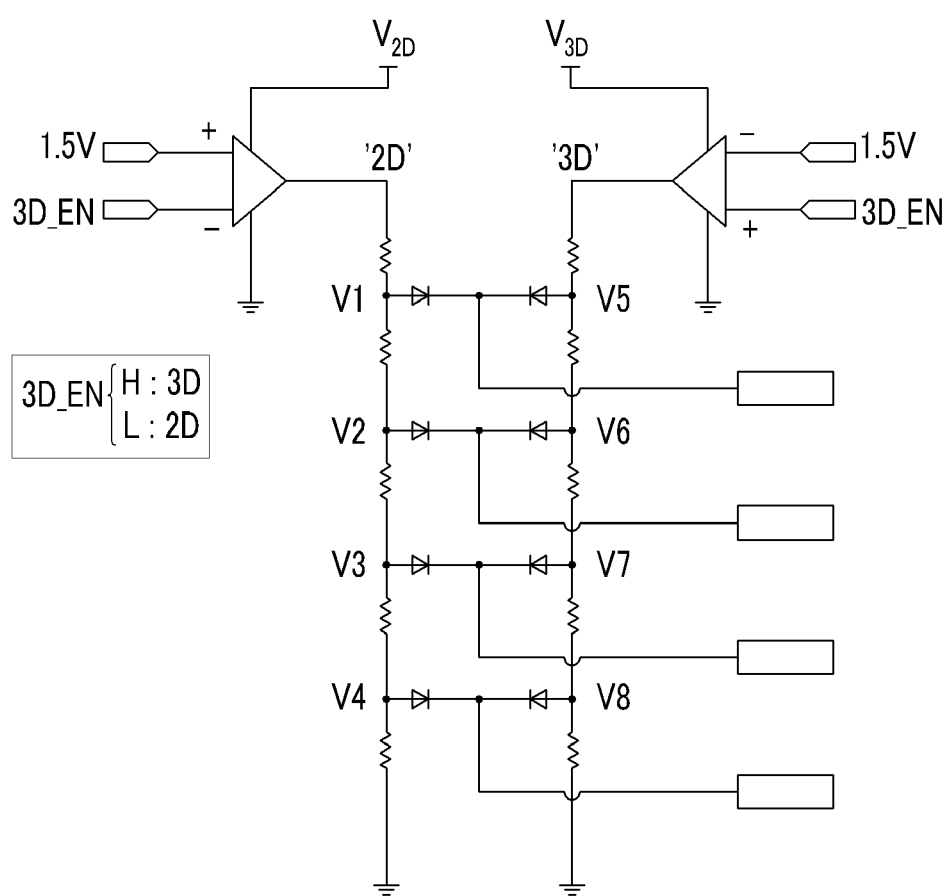 V2D
V3D
1.5V
+
'2D'
'3D'
−
1.5V
3D_EN
−
+
3D_EN
V1
V5
3D_EN { H : 3D
L : 2D
V2
V6
V3
V7
V4
V8